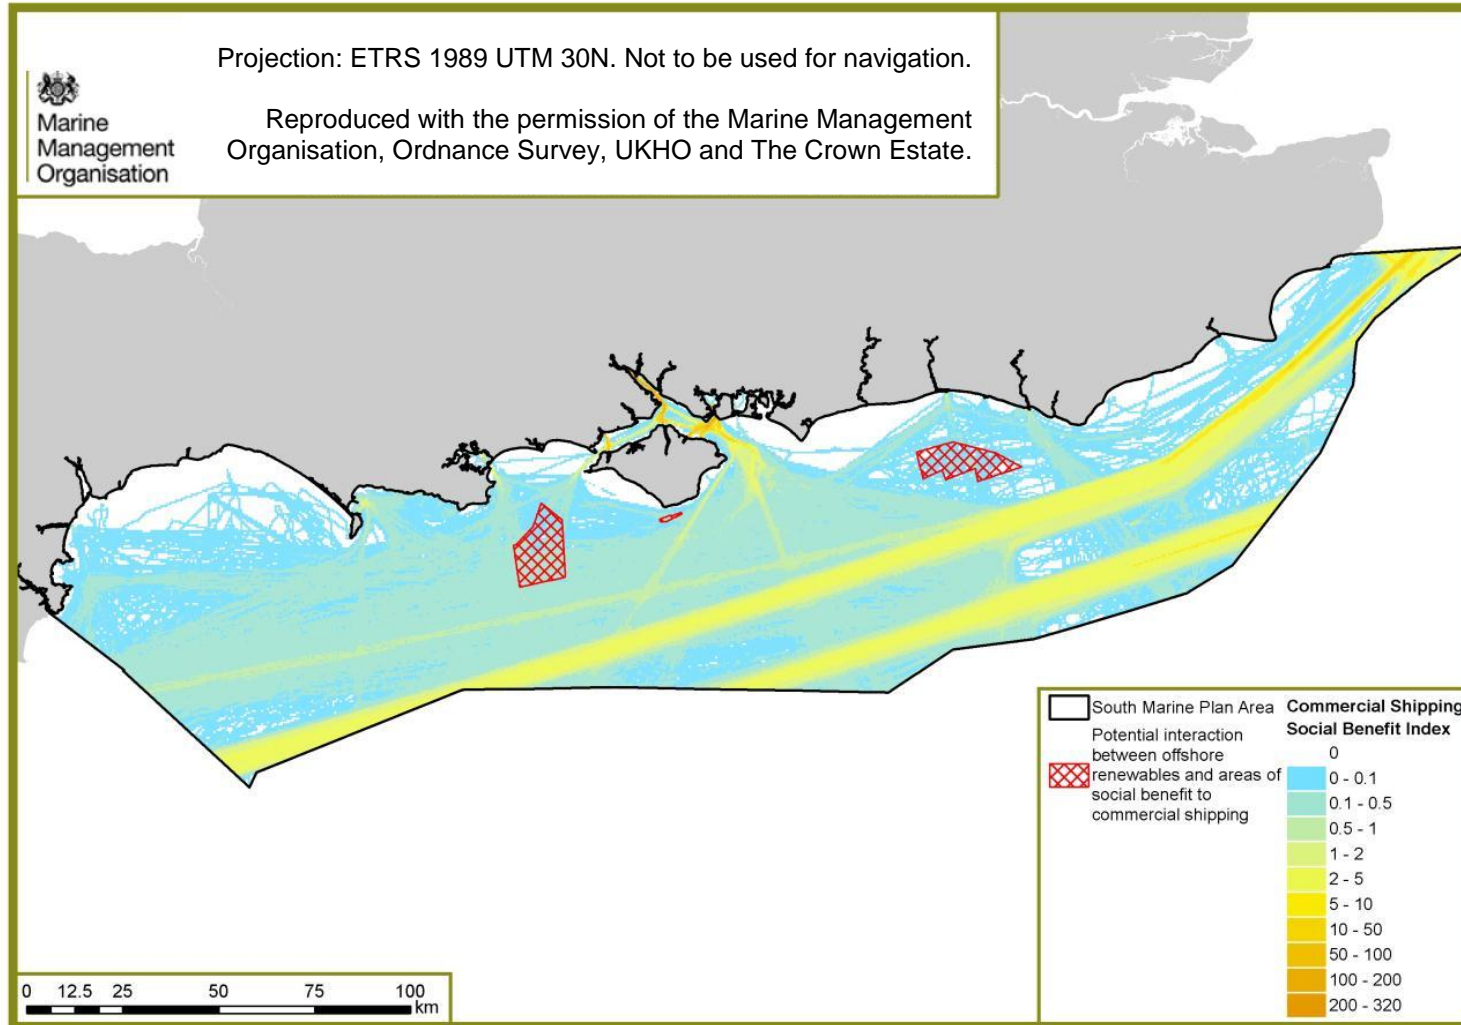 Projection: ETRS 1989 UTM 30N. Not to be used for navigation.
Marine
Management
Organisation
Reproduced with the permission of the Marine Management
Organisation, Ordnance Survey, UKHO and The Crown Estate.
South Marine Plan Area
Potential interaction
between offshore
renewables and areas of
social benefit to
commercial shipping
Commercial Shipping
Social Benefit Index
0
0 - 0.1
0.1 - 0.5
0.5 - 1
1 - 2
2 - 5
5 - 10
10 - 50
50 - 100
100 - 200
200 - 320
0 12.5 25 50 75 100
km